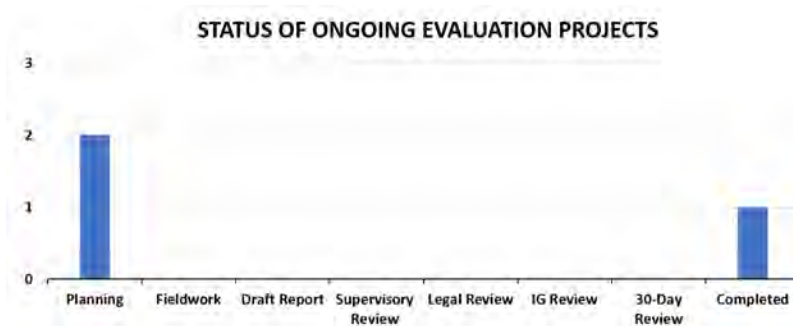 STATUS OF ONGOING EVALUATION PROJECTS
3
2
1
0
Planning Fieldwork Draft Report Supervisory Review Legal Review IG Review 30-Day Review Completed